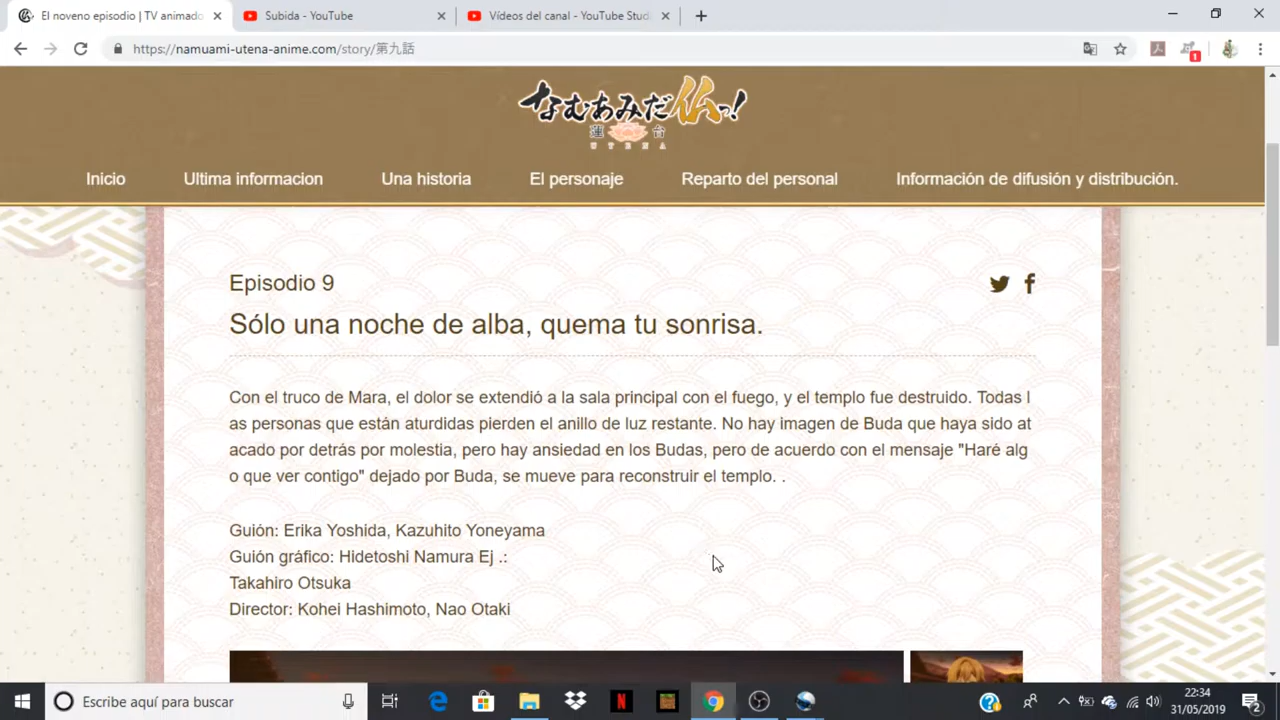 El noveno episodio | TV animado
Subida - YouTube
Vídeos del canal - YouTube Studi
https://namuami-utena-anime.com/story/第九話
1
なむあみだ仏っ!
蓮台
UTENA
Inicio
Ultima informacion
Una historia
El personaje
Reparto del personal
Información de difusión y distribución.
Episodio 9
Sólo una noche de alba, quema tu sonrisa.
Con el truco de Mara, el dolor se extendió a la sala principal con el fuego, y el templo fue destruido. Todas l
as personas que están aturdidas pierden el anillo de luz restante. No hay imagen de Buda que haya sido at
acado por detrás por molestia, pero hay ansiedad en los Budas, pero de acuerdo con el mensaje "Haré alg
o que ver contigo" dejado por Buda, se mueve para reconstruir el templo. .
Guión: Erika Yoshida, Kazuhito Yoneyama
Guión gráfico: Hidetoshi Namura Ej .:
Takahiro Otsuka
Director: Kohei Hashimoto, Nao Otaki
Escribe aquí para buscar
22:34
31/05/2019
2